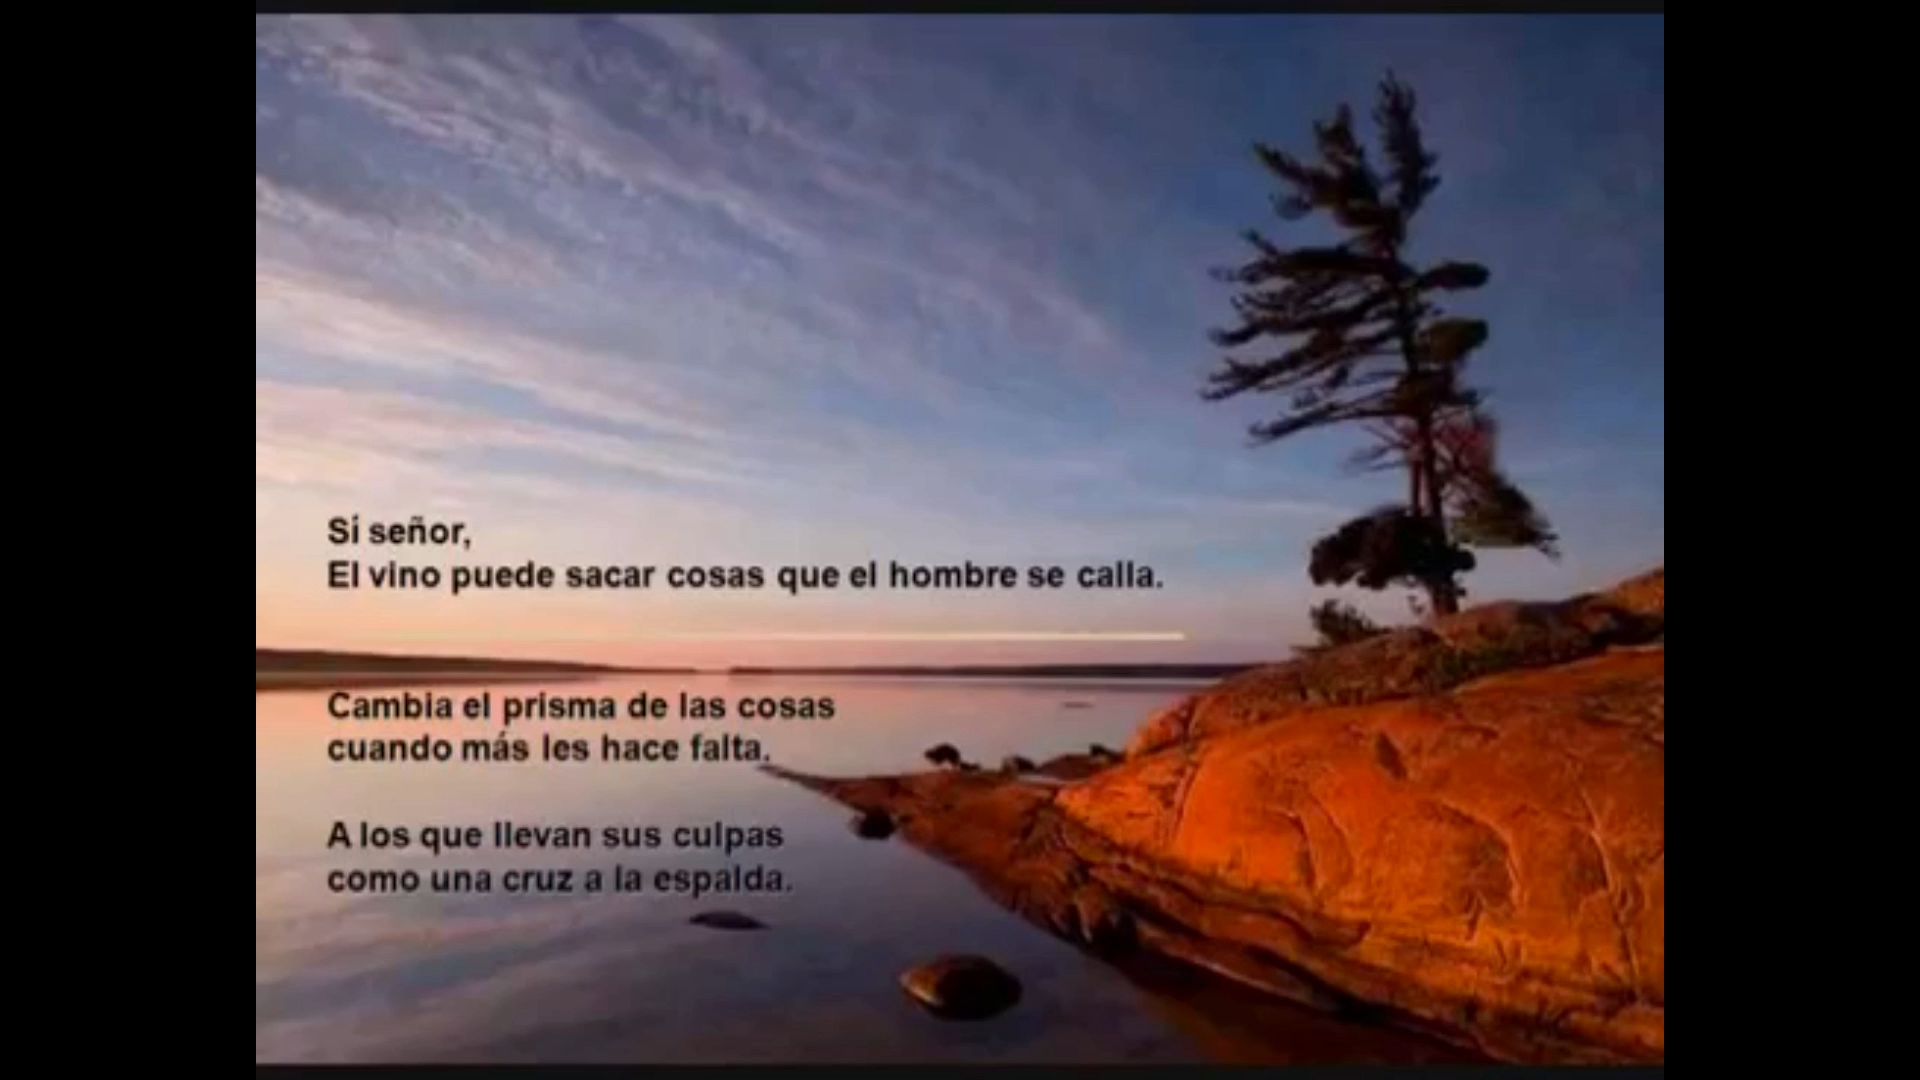 Sí señor,
El vino puede sacar cosas que el hombre se calla.
Cambia el prisma de las cosas
cuando más les hace falta.
A los que llevan sus culpas
como una cruz a la espalda.